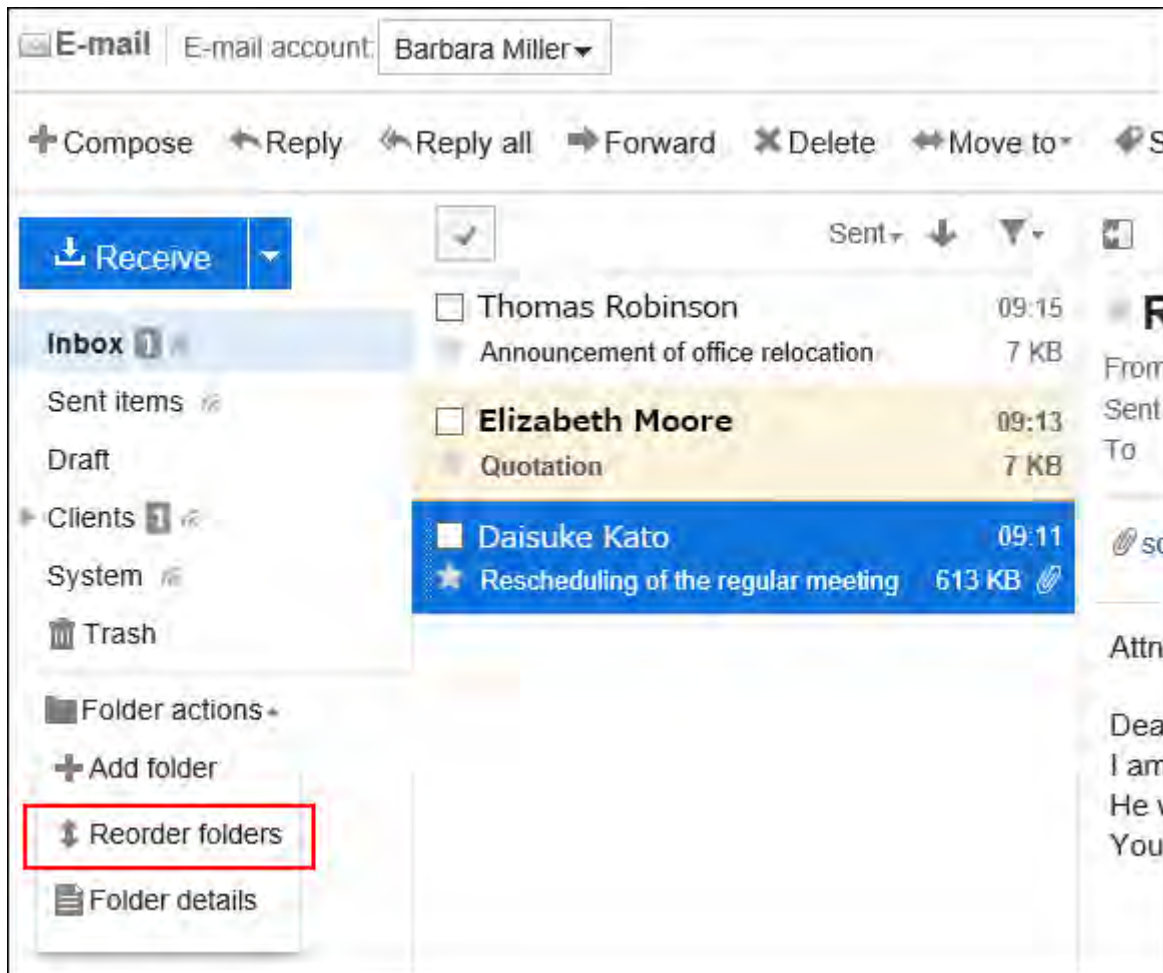 E-mail E-mail account: Barbara Miller
Compose Reply Reply all Forward Delete Move to S
Receive
Sent
Inbox 1
Sent items
Draft
Clients 1
System
Trash
Folder actions
Add folder
Reorder folders
Folder details
Thomas Robinson 09:15
Announcement of office relocation 7 KB
Elizabeth Moore 09:13
Quotation 7 KB
Daisuke Kato 09:11
Rescheduling of the regular meeting 613 KB
R
From
Sent
To
sc
Attn
Dea
I am
He w
You